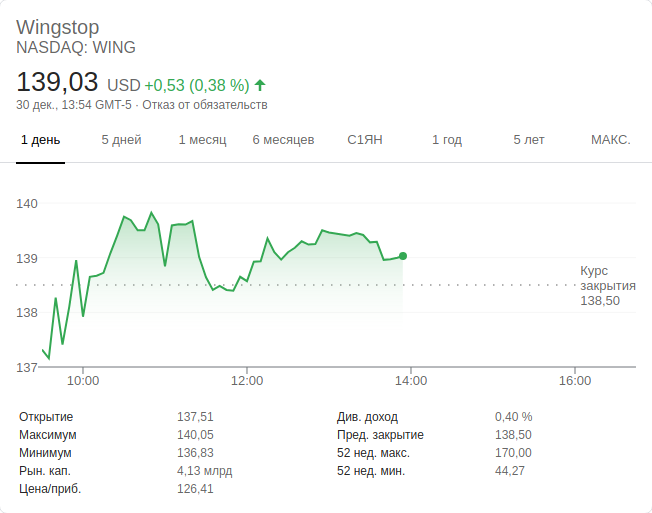 Wingstop
NASDAQ: WING
139,03 USD +0,53 (0,38 %)
30 дек., 13:54 GMT-5 · Отказ от обязательств
1 день 5 дней 1 месяц 6 месяцев С1ЯН 1 год 5 лет МАКС.
140
139
138
137
Курс
закрытия
138,50
10:00 12:00 14:00 16:00
Открытие 137,51
Максимум 140,05
Минимум 136,83
Рын. кап. 4,13 млрд
Цена/приб. 126,41
Див. доход 0,40 %
Пред. закрытие 138,50
52 нед. макс. 170,00
52 нед. мин. 44,27